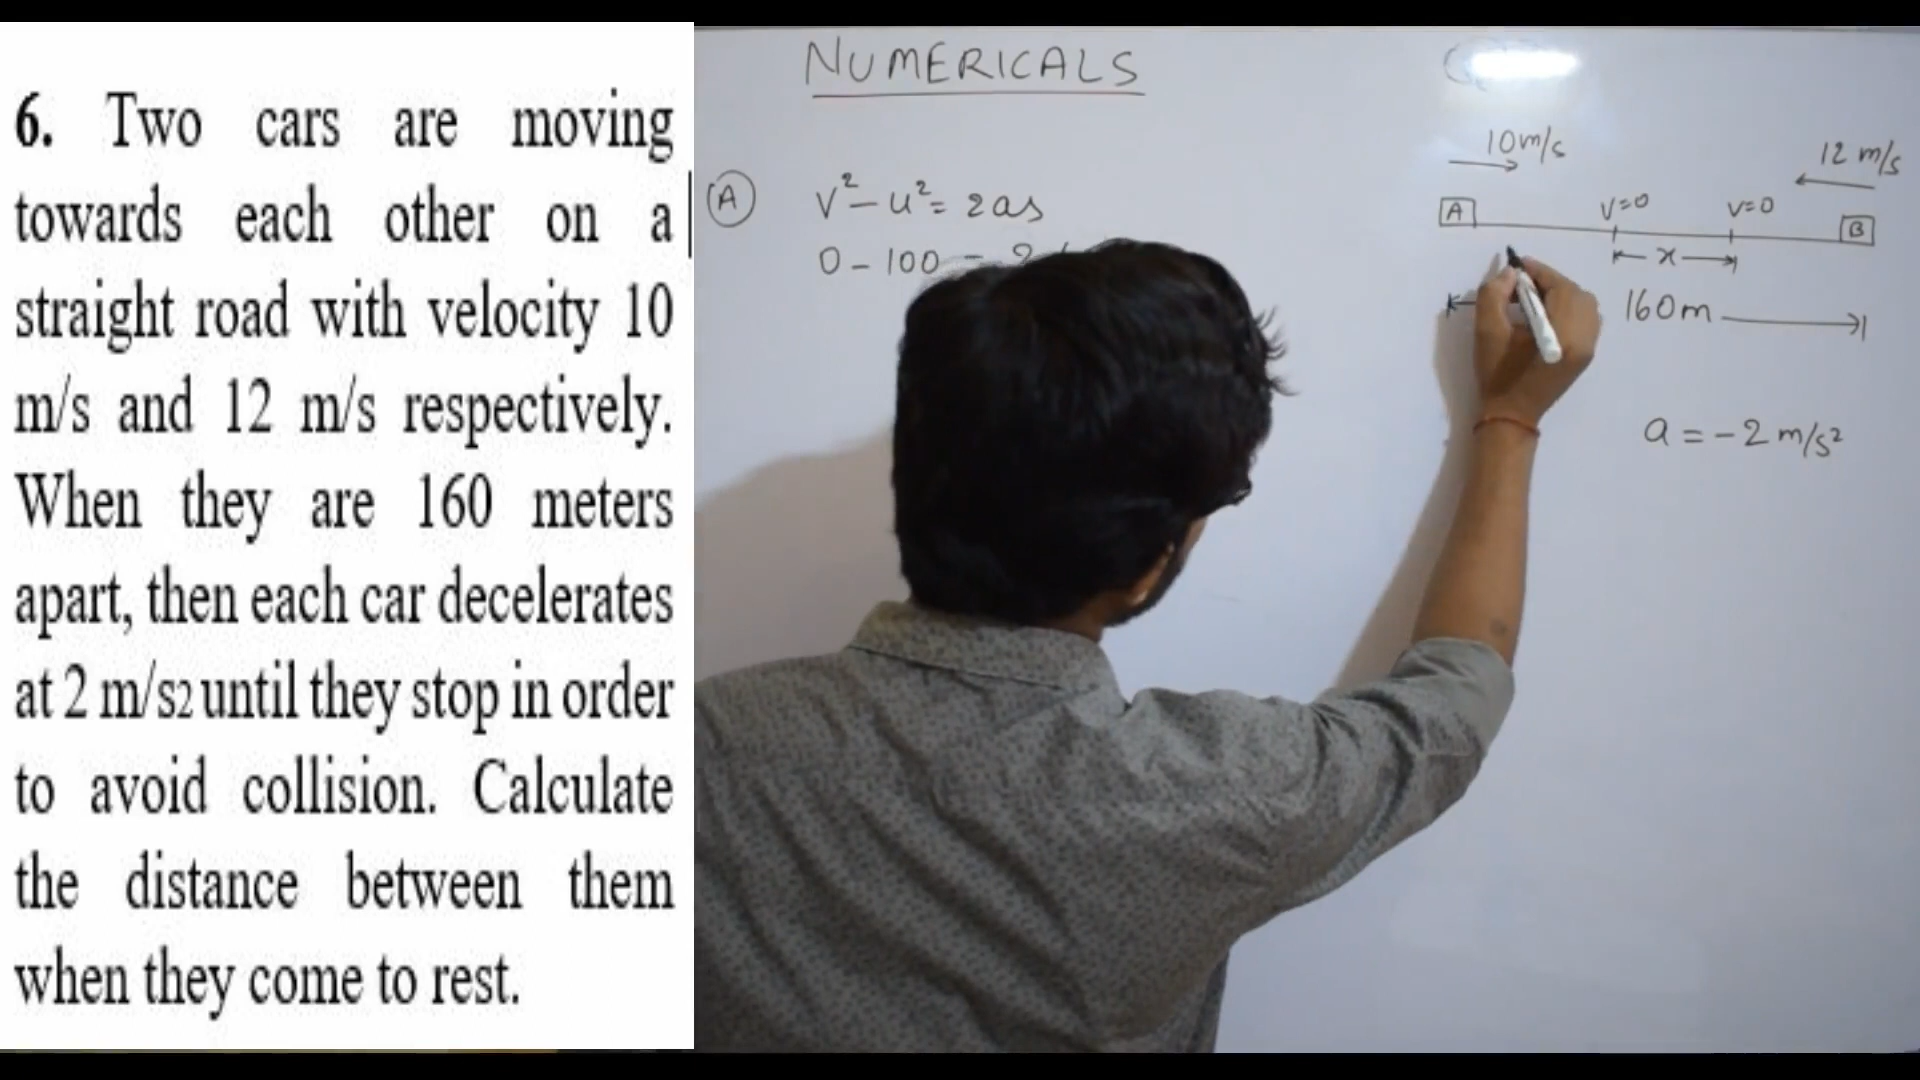 6. Two cars are moving
towards each other on a
straight road with velocity 10
m/s and 12 m/s respectively.
When they are 160 meters
apart, then each car decelerates
at 2 m/s2 until they stop in order
to avoid collision. Calculate
the distance between them
when they come to rest.
NUMERICALS
A v² - u² = 2as
0 - 100 = 2
10m/s
12 m/s
A v=0 v=0 B
x
160m
a = -2 m/s²